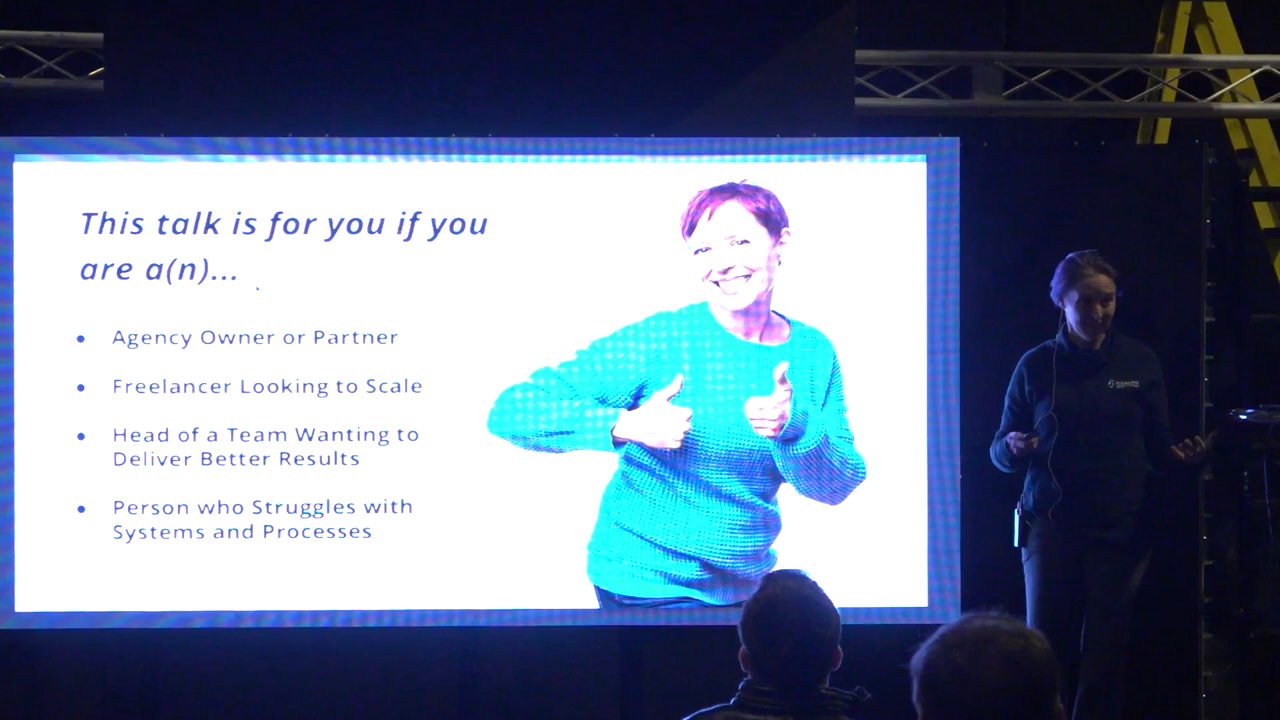 This talk is for you if you
are a(n)...
• Agency Owner or Partner
• Freelancer Looking to Scale
• Head of a Team Wanting to
Deliver Better Results
• Person who Struggles with
Systems and Processes